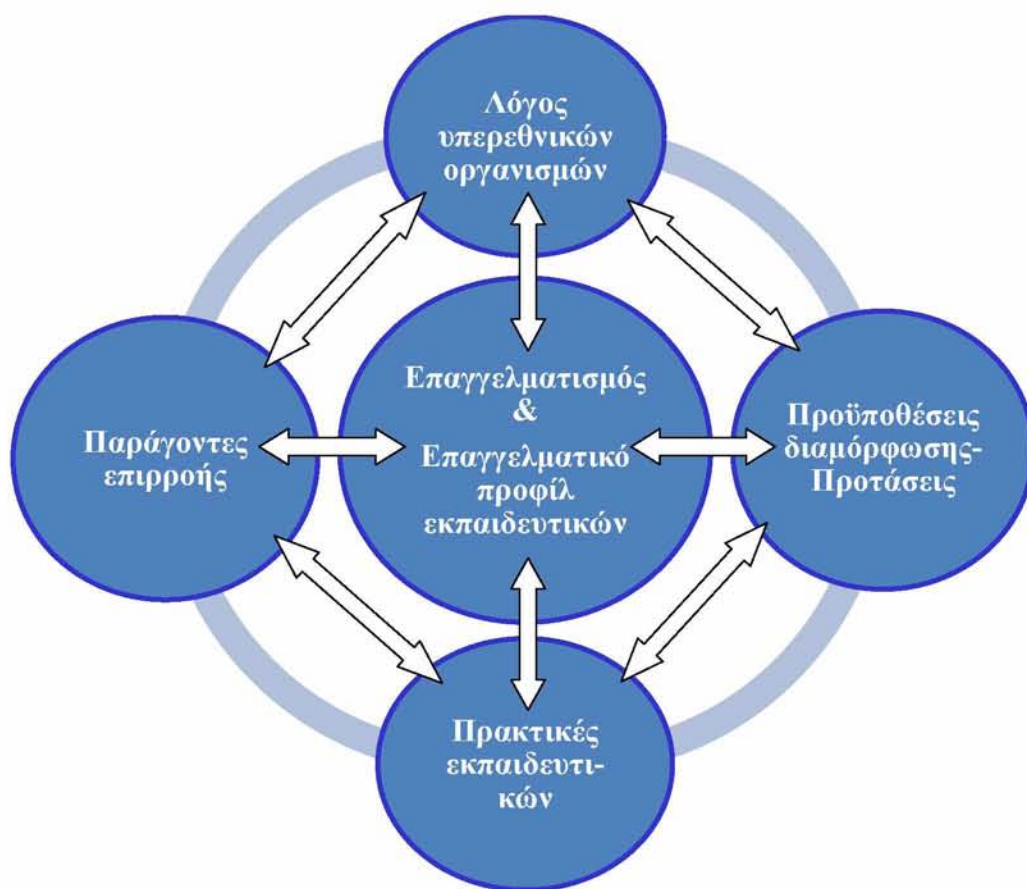 Λόγος
υπερεθνικών
οργανισμών
Παράγοντες
επιρροής
Επαγγελματισμός
&
Επαγγελματικό
προφίλ
εκπαιδευτικών
Προϋποθέσεις
διαμόρφωσης-
Προτάσεις
Πρακτικές
εκπαιδευτι-
κών